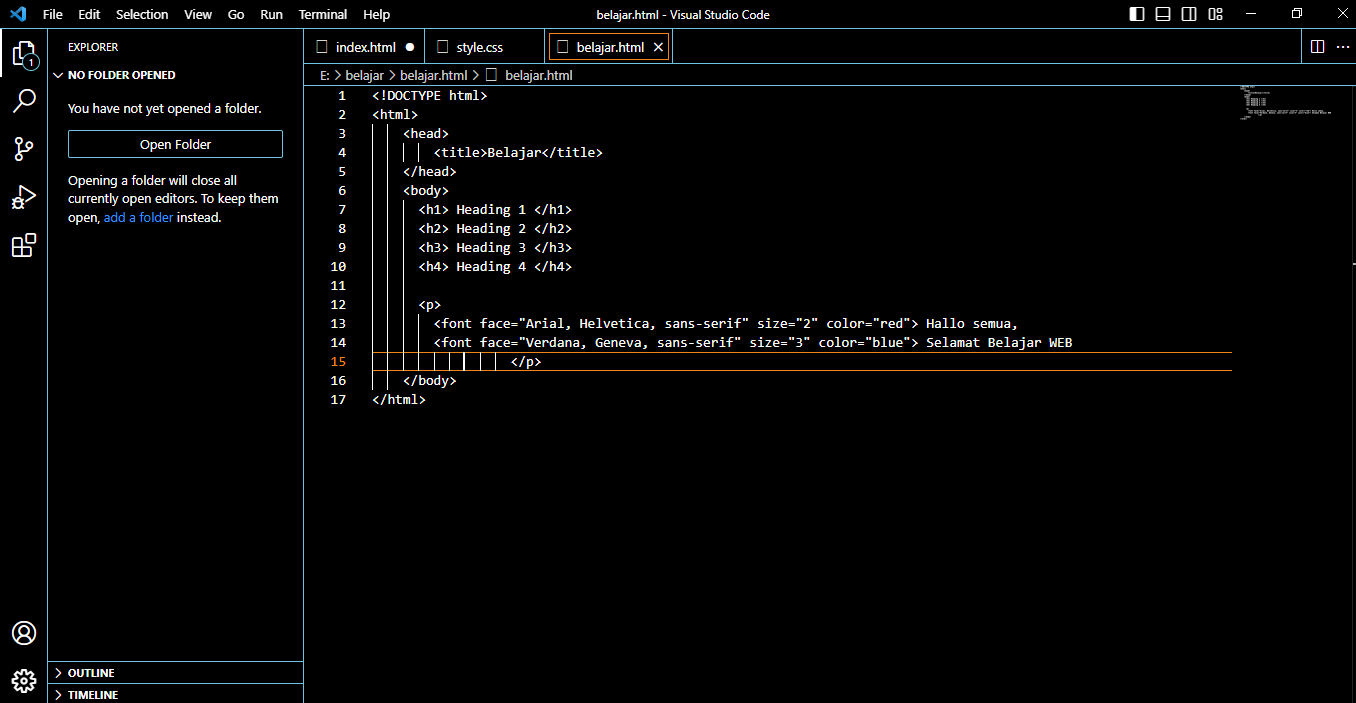 File Edit Selection View Go Run Terminal Help belajar.html - Visual Studio Code
EXPLORER
NO FOLDER OPENED
You have not yet opened a folder.
Open Folder
Opening a folder will close all
currently open editors. To keep them
open, add a folder instead.
OUTLINE
TIMELINE
1
index.html style.css belajar.html
E: > belajar > belajar.html > belajar.html
1 <!DOCTYPE html>
2 <html>
3 <head>
4 <title>Belajar</title>
5 </head>
6 <body>
7 <h1> Heading 1 </h1>
8 <h2> Heading 2 </h2>
9 <h3> Heading 3 </h3>
10 <h4> Heading 4 </h4>
11
12 <p>
13 <font face="Arial, Helvetica, sans-serif" size="2" color="red"> Hallo semua,
14 <font face="Verdana, Geneva, sans-serif" size="3" color="blue"> Selamat Belajar WEB
15 </p>
16 </body>
17 </html>